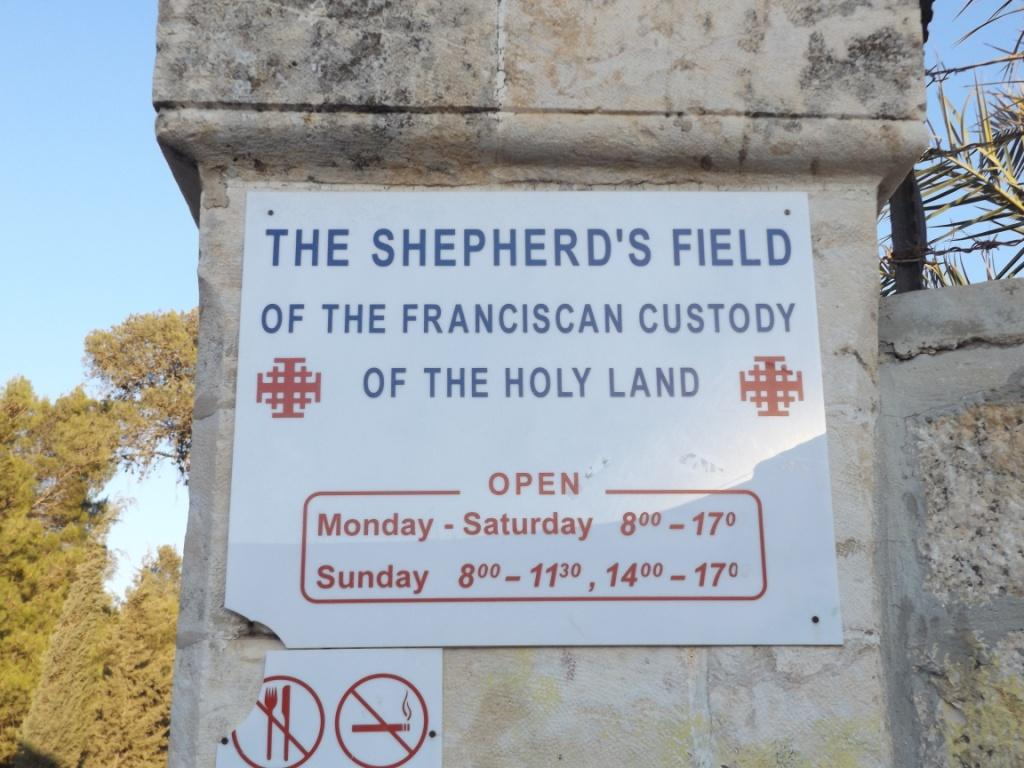 THE SHEPHERD'S FIELD
OF THE FRANCISCAN CUSTODY
OF THE HOLY LAND
OPEN
Monday - Saturday 8⁰⁰ – 17⁰
Sunday 8⁰⁰ – 11³⁰ , 14⁰⁰ – 17⁰